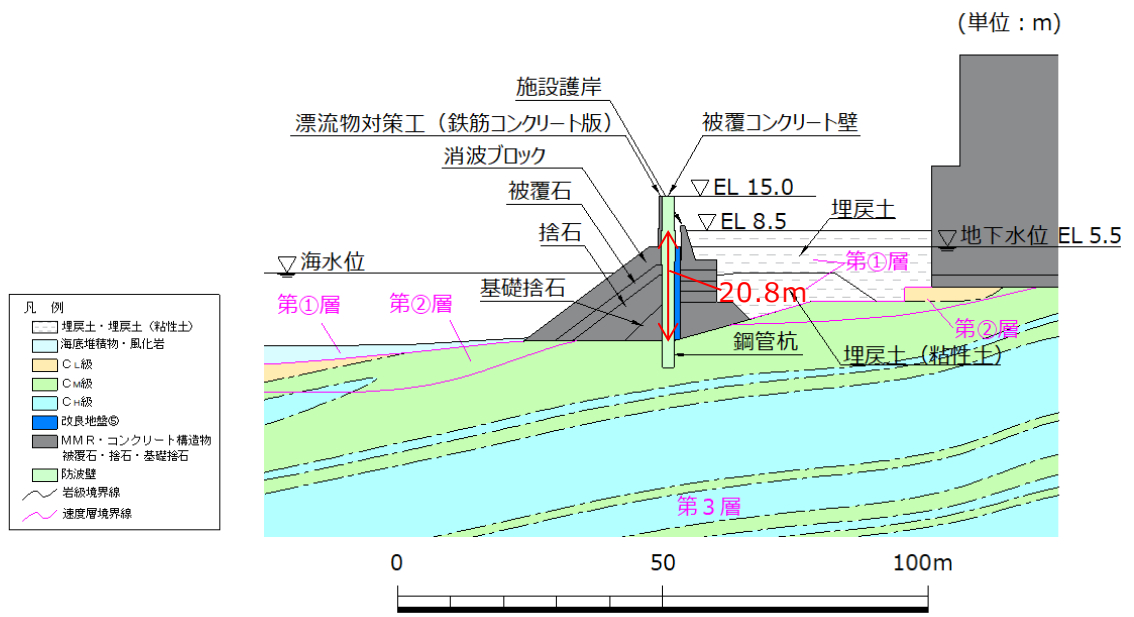 (単位：m)
施設護岸
漂流物対策工（鉄筋コンクリート版）
被覆コンクリート壁
消波ブロック
EL 15.0
被覆石
EL 8.5
埋戻土
捨石
地下水位 EL 5.5
海水位
第①層
基礎捨石
20.8m
第①層
第②層
第②層
鋼管杭
埋戻土（粘性土）
凡 例
埋戻土・埋戻土（粘性土）
海底堆積物・風化岩
CL級
CM級
CH級
改良地盤⑤
MMR・コンクリート構造物
被覆石・捨石・基礎捨石
防波壁
岩級境界線
速度層境界線
第３層
0
50
100m